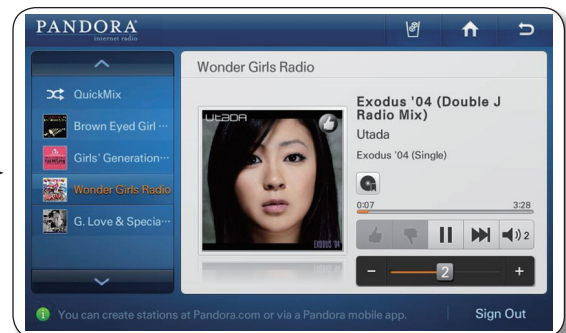 PANDORA®
internet radio
Wonder Girls Radio
QuickMix
Brown Eyed Girl ···
Girls' Generation···
Wonder Girls Radio
G. Love & Specia···
UTADA
EXODUS '04
Exodus '04 (Double J
Radio Mix)
Utada
Exodus '04 (Single)
0:07
3:28
2
- 2 +
You can create stations at Pandora.com or via a Pandora mobile app.
Sign Out